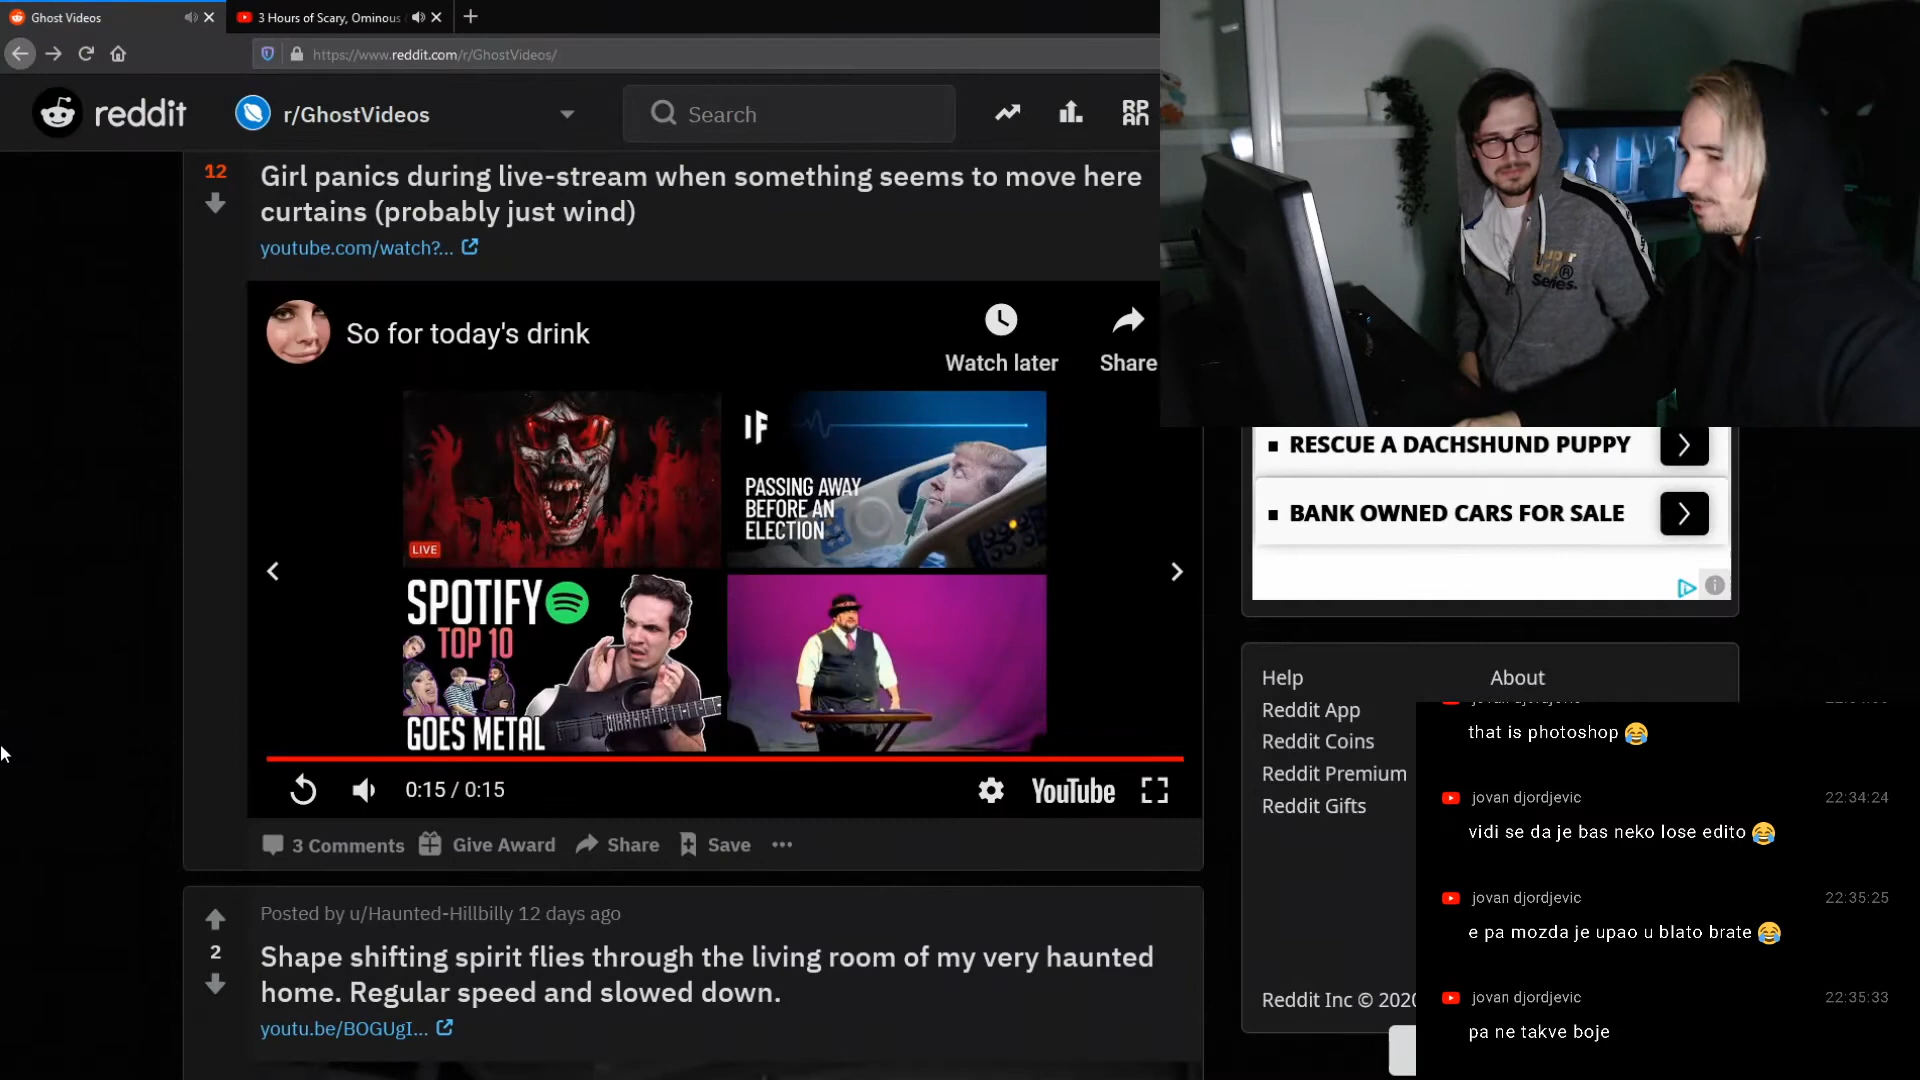 Ghost Videos
3 Hours of Scary, Ominous
https://www.reddit.com/r/GhostVideos/
reddit
r/GhostVideos
Search
RP
AN
12
Girl panics during live-stream when something seems to move here
curtains (probably just wind)
youtube.com/watch?...
So for today's drink
Watch later
Share
LIVE
IF
PASSING AWAY
BEFORE AN
ELECTION
SPOTIFY
TOP 10
GOES METAL
0:15 / 0:15
YouTube
3 Comments
Give Award
Share
Save
Posted by u/Haunted-Hillbilly 12 days ago
2
Shape shifting spirit flies through the living room of my very haunted
home. Regular speed and slowed down.
youtu.be/BOGUgI...
Series.
RESCUE A DACHSHUND PUPPY
BANK OWNED CARS FOR SALE
Help
About
Reddit App
Reddit Coins
Reddit Premium
Reddit Gifts
Reddit Inc © 2020
that is photoshop 😂
jovan djordjevic
22:34:24
vidi se da je bas neko lose edito 😂
jovan djordjevic
22:35:25
e pa mozda je upao u blato brate 😂
jovan djordjevic
22:35:33
pa ne takve boje